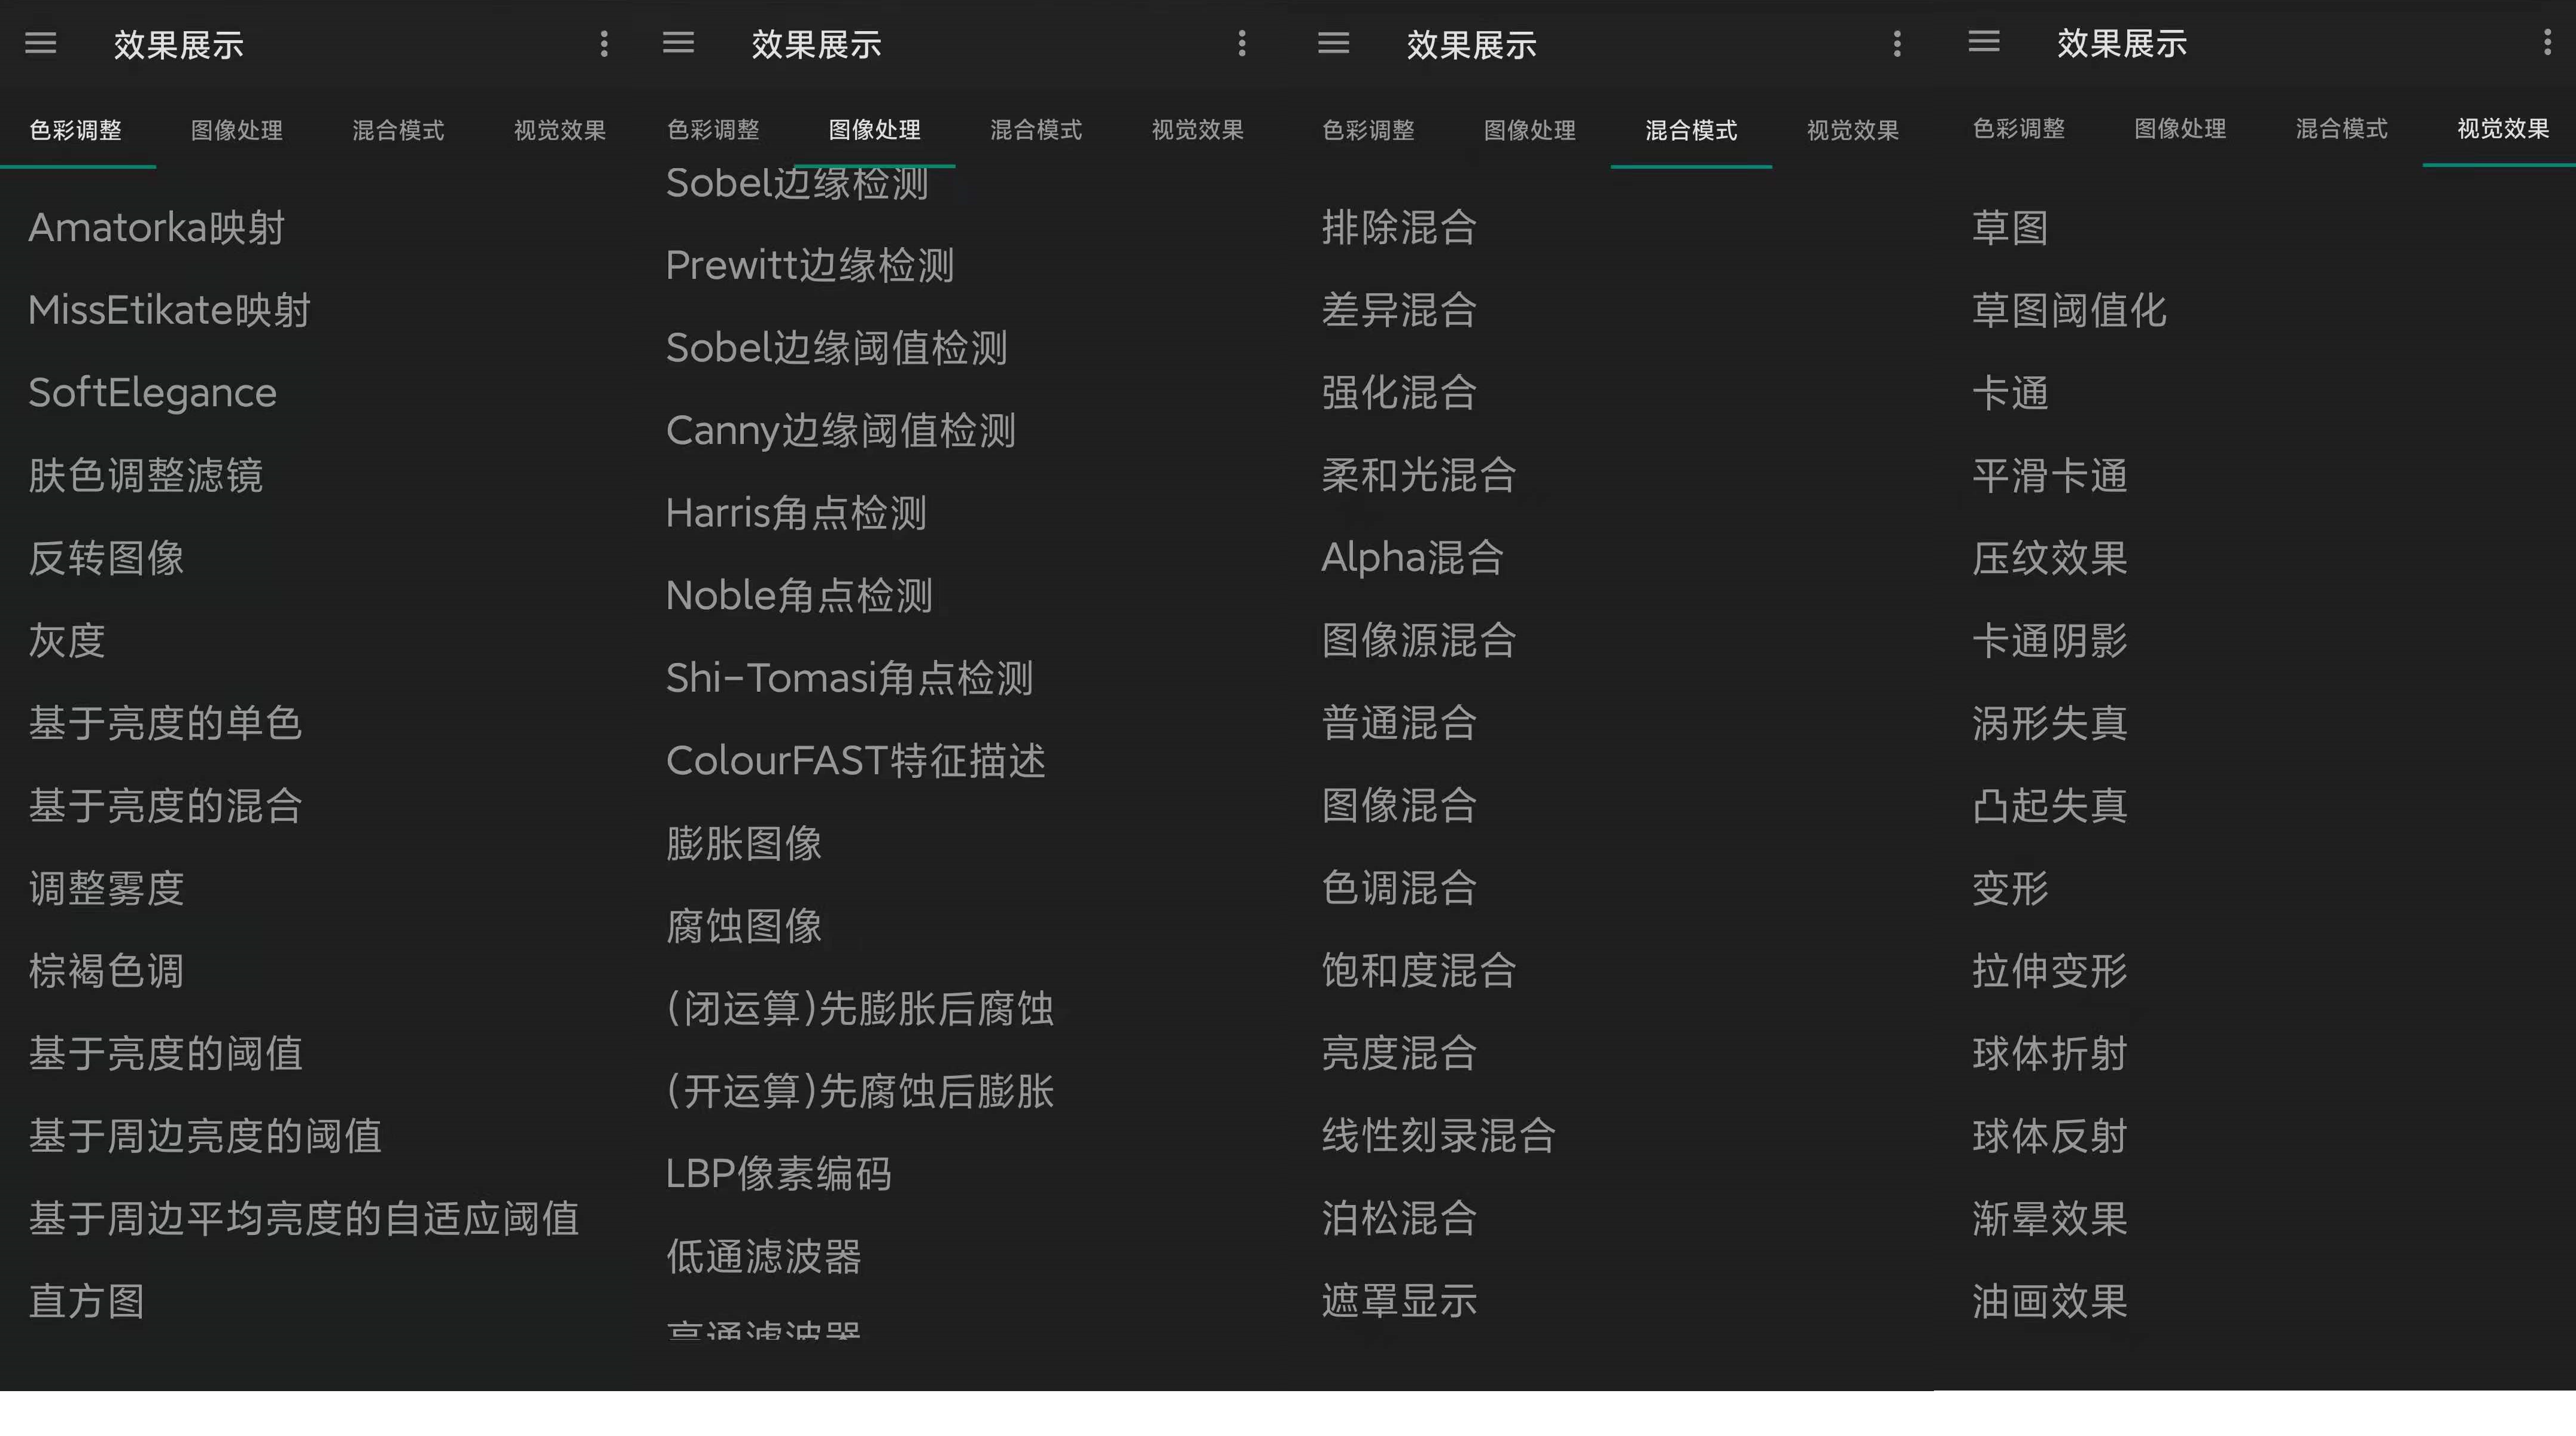 效果展示
色彩调整 图像处理 混合模式 视觉效果
Amatorka映射
MissEtikate映射
SoftElegance
肤色调整滤镜
反转图像
灰度
基于亮度的单色
基于亮度的混合
调整雾度
棕褐色调
基于亮度的阈值
基于周边亮度的阈值
基于周边平均亮度的自适应阈值
直方图
效果展示
色彩调整 图像处理 混合模式 视觉效果
Sobel边缘检测
Prewitt边缘检测
Sobel边缘阈值检测
Canny边缘阈值检测
Harris角点检测
Noble角点检测
Shi-Tomasi角点检测
ColourFAST特征描述
膨胀图像
腐蚀图像
(闭运算)先膨胀后腐蚀
(开运算)先腐蚀后膨胀
LBP像素编码
低通滤波器
高通滤波器
效果展示
色彩调整 图像处理 混合模式 视觉效果
排除混合
差异混合
强化混合
柔和光混合
Alpha混合
图像源混合
普通混合
图像混合
色调混合
饱和度混合
亮度混合
线性刻录混合
泊松混合
遮罩显示
效果展示
色彩调整 图像处理 混合模式 视觉效果
草图
草图阈值化
卡通
平滑卡通
压纹效果
卡通阴影
涡形失真
凸起失真
变形
拉伸变形
球体折射
球体反射
渐晕效果
油画效果